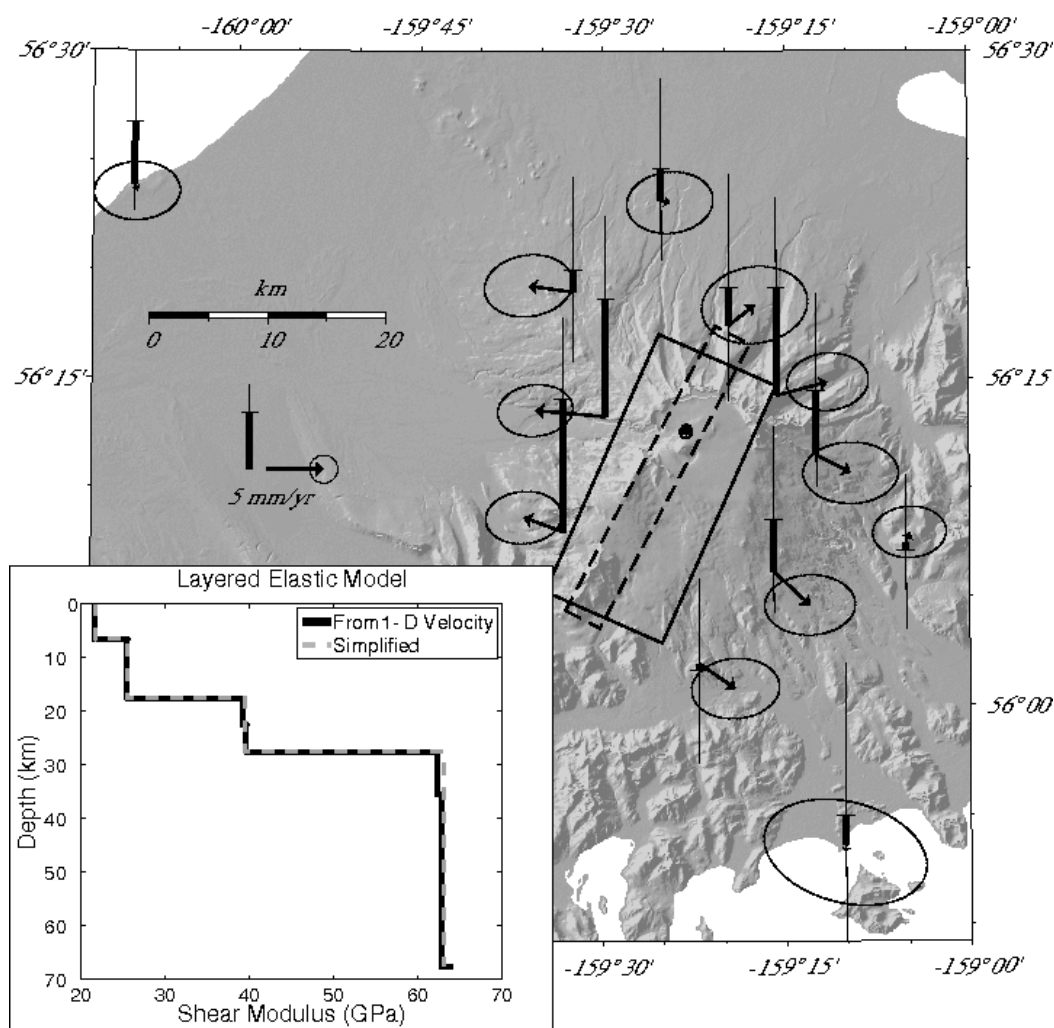 -160°00' -159°45' -159°30' -159°15' -159°00'
56°30' 56°30'
km
0 10 20
56°15' 56°15'
5 mm/yr
Layered Elastic Model
0
10
20
30
40
50
60
70
Depth (km)
From 1- D Velocity
Simplified
20 30 40 50 60 70
Shear Modulus (GPa)
56°00'
-159°30' -159°15' -159°00'